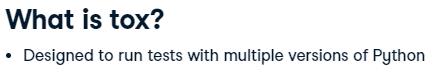 What is tox?
• Designed to run tests with multiple versions of Python